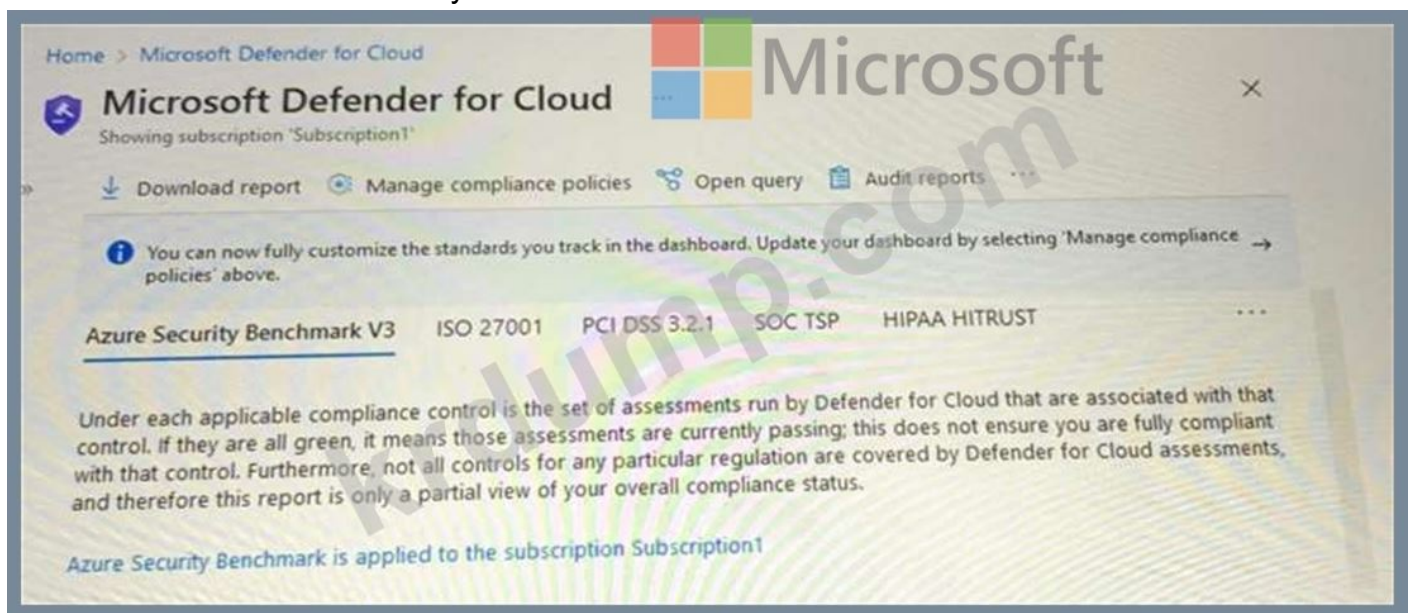 Home > Microsoft Defender for Cloud
Microsoft
Microsoft Defender for Cloud
...
Showing subscription 'Subscription1'
» Download report Manage compliance policies Open query Audit reports ...
You can now fully customize the standards you track in the dashboard. Update your dashboard by selecting 'Manage compliance →
policies' above.
Azure Security Benchmark V3 ISO 27001 PCI DSS 3.2.1 SOC TSP HIPAA HITRUST ...
Under each applicable compliance control is the set of assessments run by Defender for Cloud that are associated with that
control. If they are all green, it means those assessments are currently passing; this does not ensure you are fully compliant
with that control. Furthermore, not all controls for any particular regulation are covered by Defender for Cloud assessments,
and therefore this report is only a partial view of your overall compliance status.
Azure Security Benchmark is applied to the subscription Subscription1
krdump.com